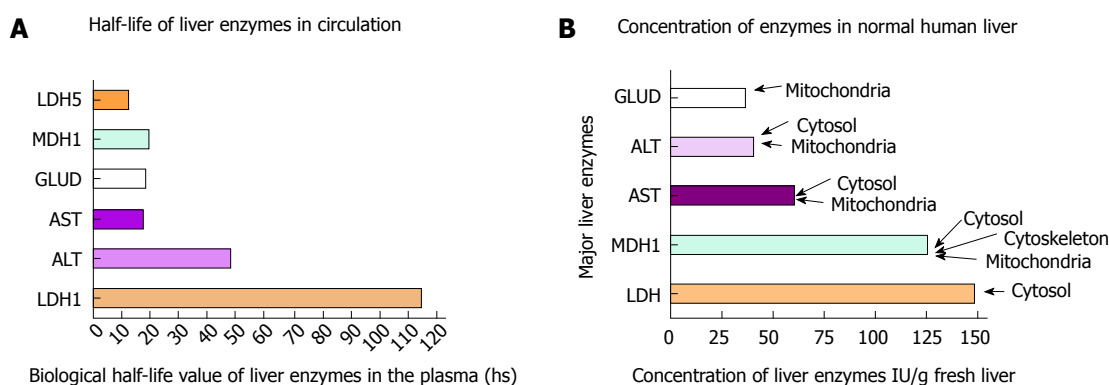 A
Half-life of liver enzymes in circulation
LDH5
MDH1
GLUD
AST
ALT
LDH1
0 10 20 30 40 50 60 70 80 90 100 110 120
Biological half-life value of liver enzymes in the plasma (hs)
B
Concentration of enzymes in normal human liver
Major liver enzymes
GLUD
Mitochondria
ALT
Cytosol
Mitochondria
AST
Cytosol
Mitochondria
MDH1
Cytosol
Cytoskeleton
Mitochondria
LDH
Cytosol
0 25 50 75 100 125 150
Concentration of liver enzymes IU/g fresh liver